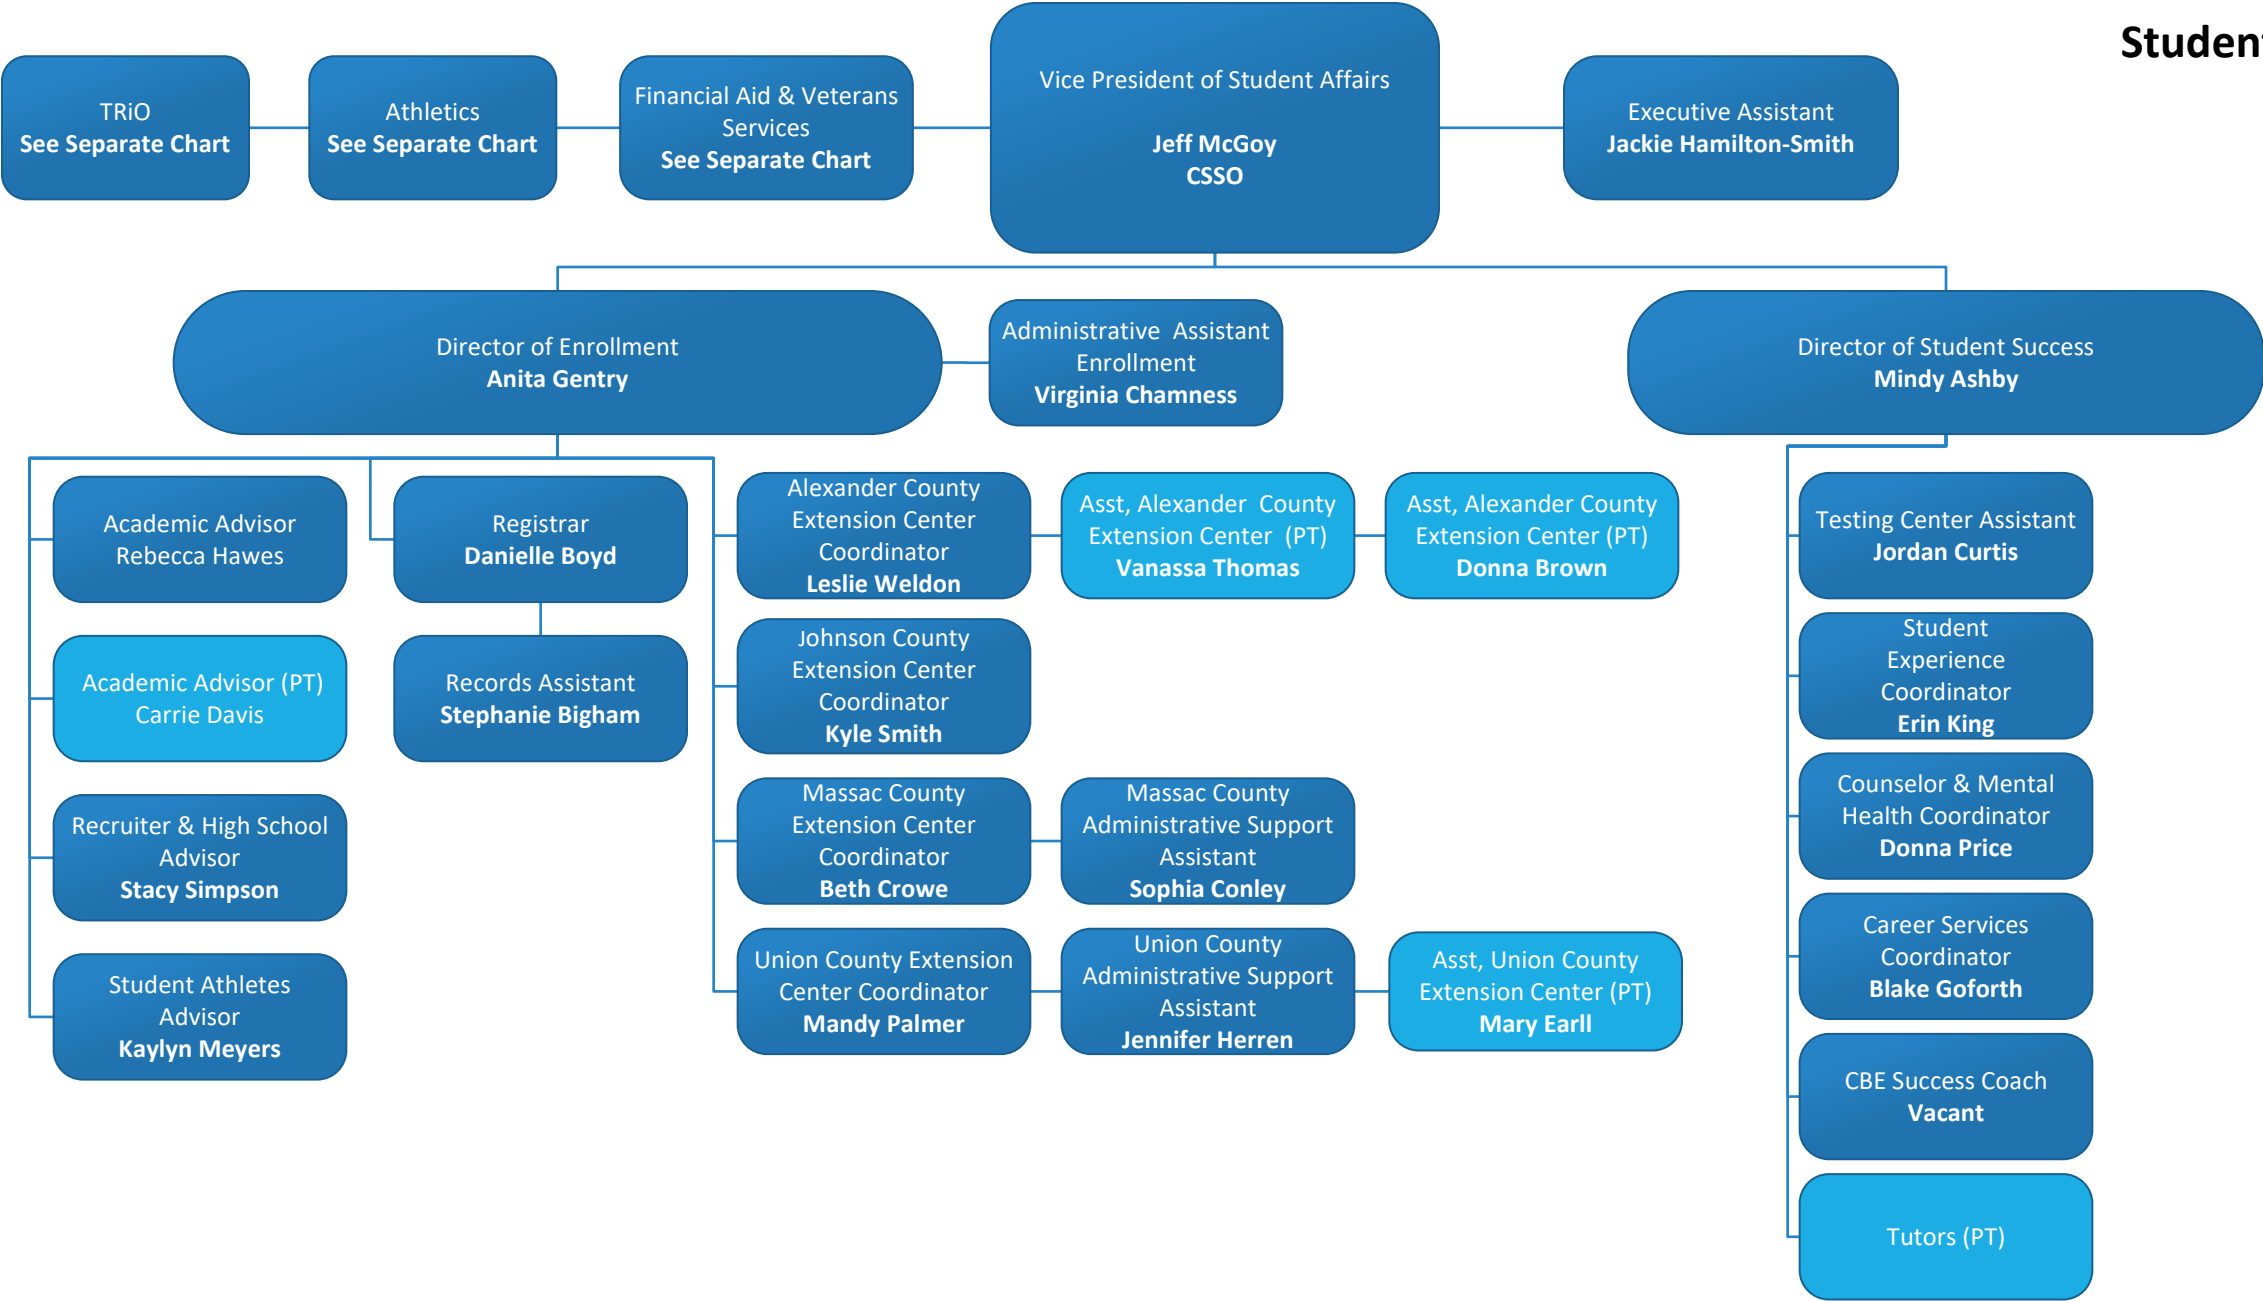 Student
TRiO
See Separate Chart
Athletics
See Separate Chart
Financial Aid & Veterans
Services
See Separate Chart
Vice President of Student Affairs
Jeff McGoy
CSSO
Executive Assistant
Jackie Hamilton-Smith
Director of Enrollment
Anita Gentry
Administrative  Assistant
Enrollment
Virginia Chamness
Director of Student Success
Mindy Ashby
Academic Advisor
Rebecca Hawes
Academic Advisor (PT)
Carrie Davis
Recruiter & High School
Advisor
Stacy Simpson
Student Athletes
Advisor
Kaylyn Meyers
Registrar
Danielle Boyd
Records Assistant
Stephanie Bigham
Alexander County
Extension Center
Coordinator
Leslie Weldon
Asst, Alexander  County
Extension Center  (PT)
Vanassa Thomas
Asst, Alexander County
Extension Center (PT)
Donna Brown
Johnson County
Extension Center
Coordinator
Kyle Smith
Massac County
Extension Center
Coordinator
Beth Crowe
Massac County
Administrative Support
Assistant
Sophia Conley
Union County Extension
Center Coordinator
Mandy Palmer
Union County
Administrative Support
Assistant
Jennifer Herren
Asst, Union County
Extension Center (PT)
Mary Earll
Testing Center Assistant
Jordan Curtis
Student
Experience
Coordinator
Erin King
Counselor & Mental
Health Coordinator
Donna Price
Career Services
Coordinator
Blake Goforth
CBE Success Coach
Vacant
Tutors (PT)